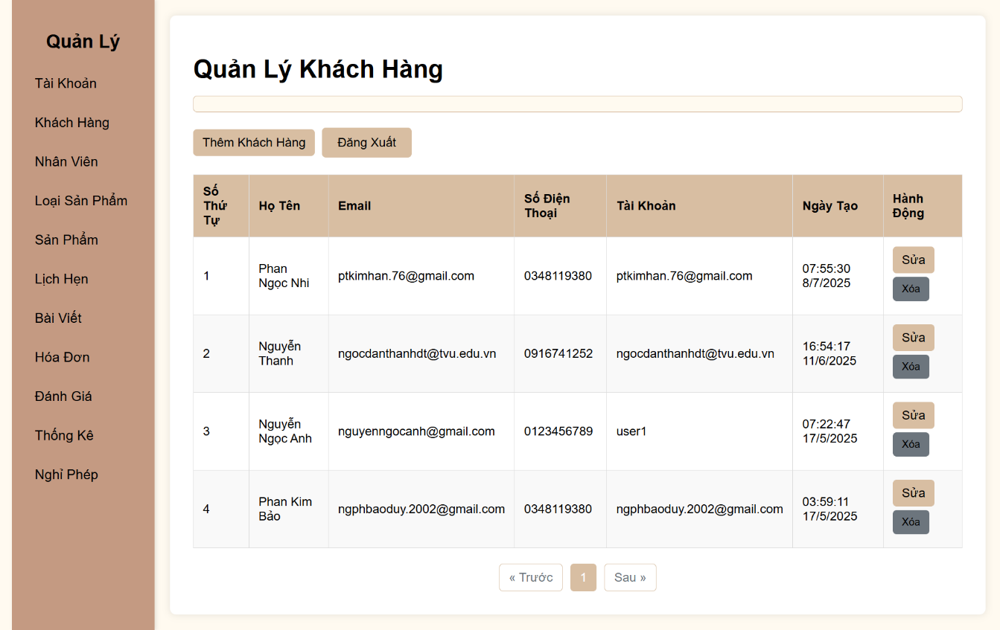 Quản Lý
Tài Khoản
Khách Hàng
Nhân Viên
Loại Sản Phẩm
Sản Phẩm
Lịch Hẹn
Bài Viết
Hóa Đơn
Đánh Giá
Thống Kê
Nghỉ Phép
Quản Lý Khách Hàng
Thêm Khách Hàng
Đăng Xuất
Số
Thứ
Tự
Họ Tên
Email
Số Điện
Thoại
Tài Khoản
Ngày Tạo
Hành
Động
1
Phan
Ngọc Nhi
ptkimhan.76@gmail.com
0348119380
ptkimhan.76@gmail.com
07:55:30
8/7/2025
Sửa
Xóa
2
Nguyễn
Thanh
ngocdanthanhdt@tvu.edu.vn
0916741252
ngocdanthanhdt@tvu.edu.vn
16:54:17
11/6/2025
Sửa
Xóa
3
Nguyễn
Ngọc Anh
nguyenngocanh@gmail.com
0123456789
user1
07:22:47
17/5/2025
Sửa
Xóa
4
Phan Kim
Bảo
ngphbaoduy.2002@gmail.com
0348119380
ngphbaoduy.2002@gmail.com
03:59:11
17/5/2025
Sửa
Xóa
« Trước
1
Sau »